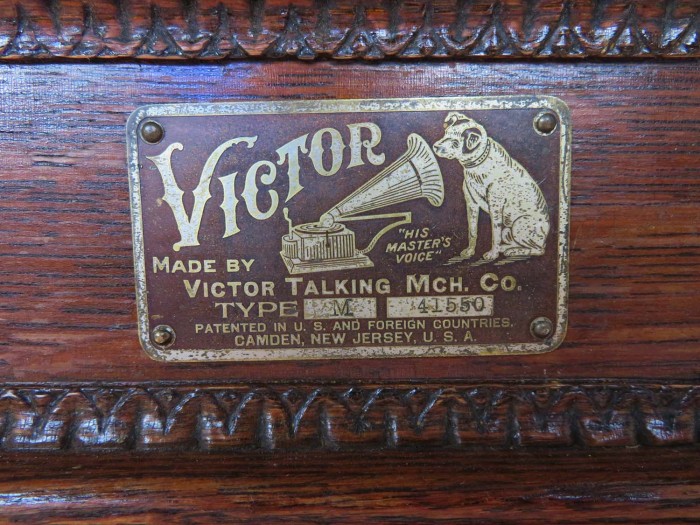 VICTOR
"HIS
MASTER'S
VOICE"
MADE BY
VICTOR TALKING MCH. CO.
TYPE M 41550
PATENTED IN U. S. AND FOREIGN COUNTRIES.
CAMDEN, NEW JERSEY, U. S. A.